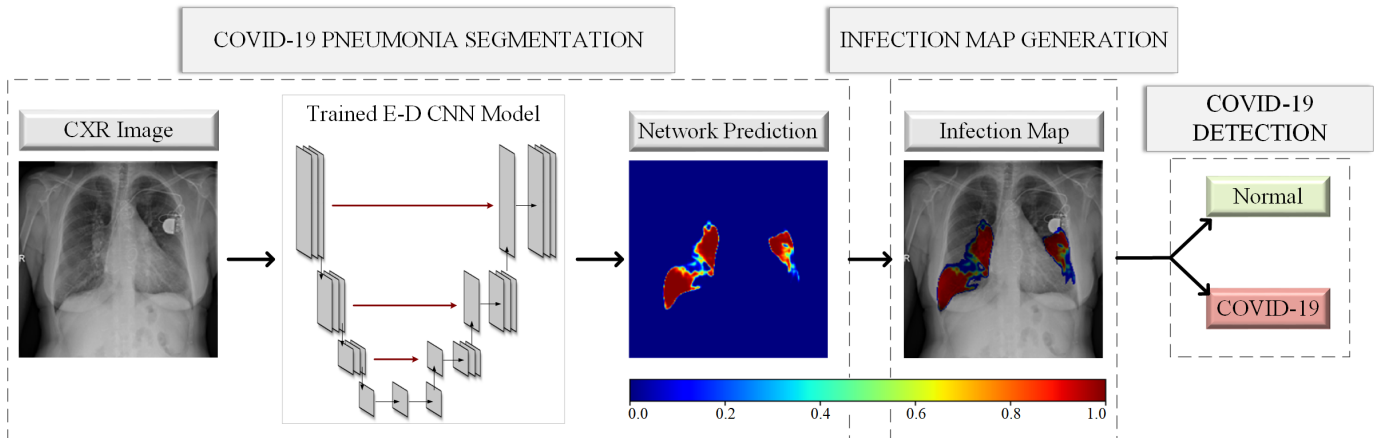 COVID-19 PNEUMONIA SEGMENTATION
INFECTION MAP GENERATION
CXR Image
Trained E-D CNN Model
Network Prediction
Infection Map
COVID-19
DETECTION
Normal
COVID-19
R
R
0.0 0.2 0.4 0.6 0.8 1.0